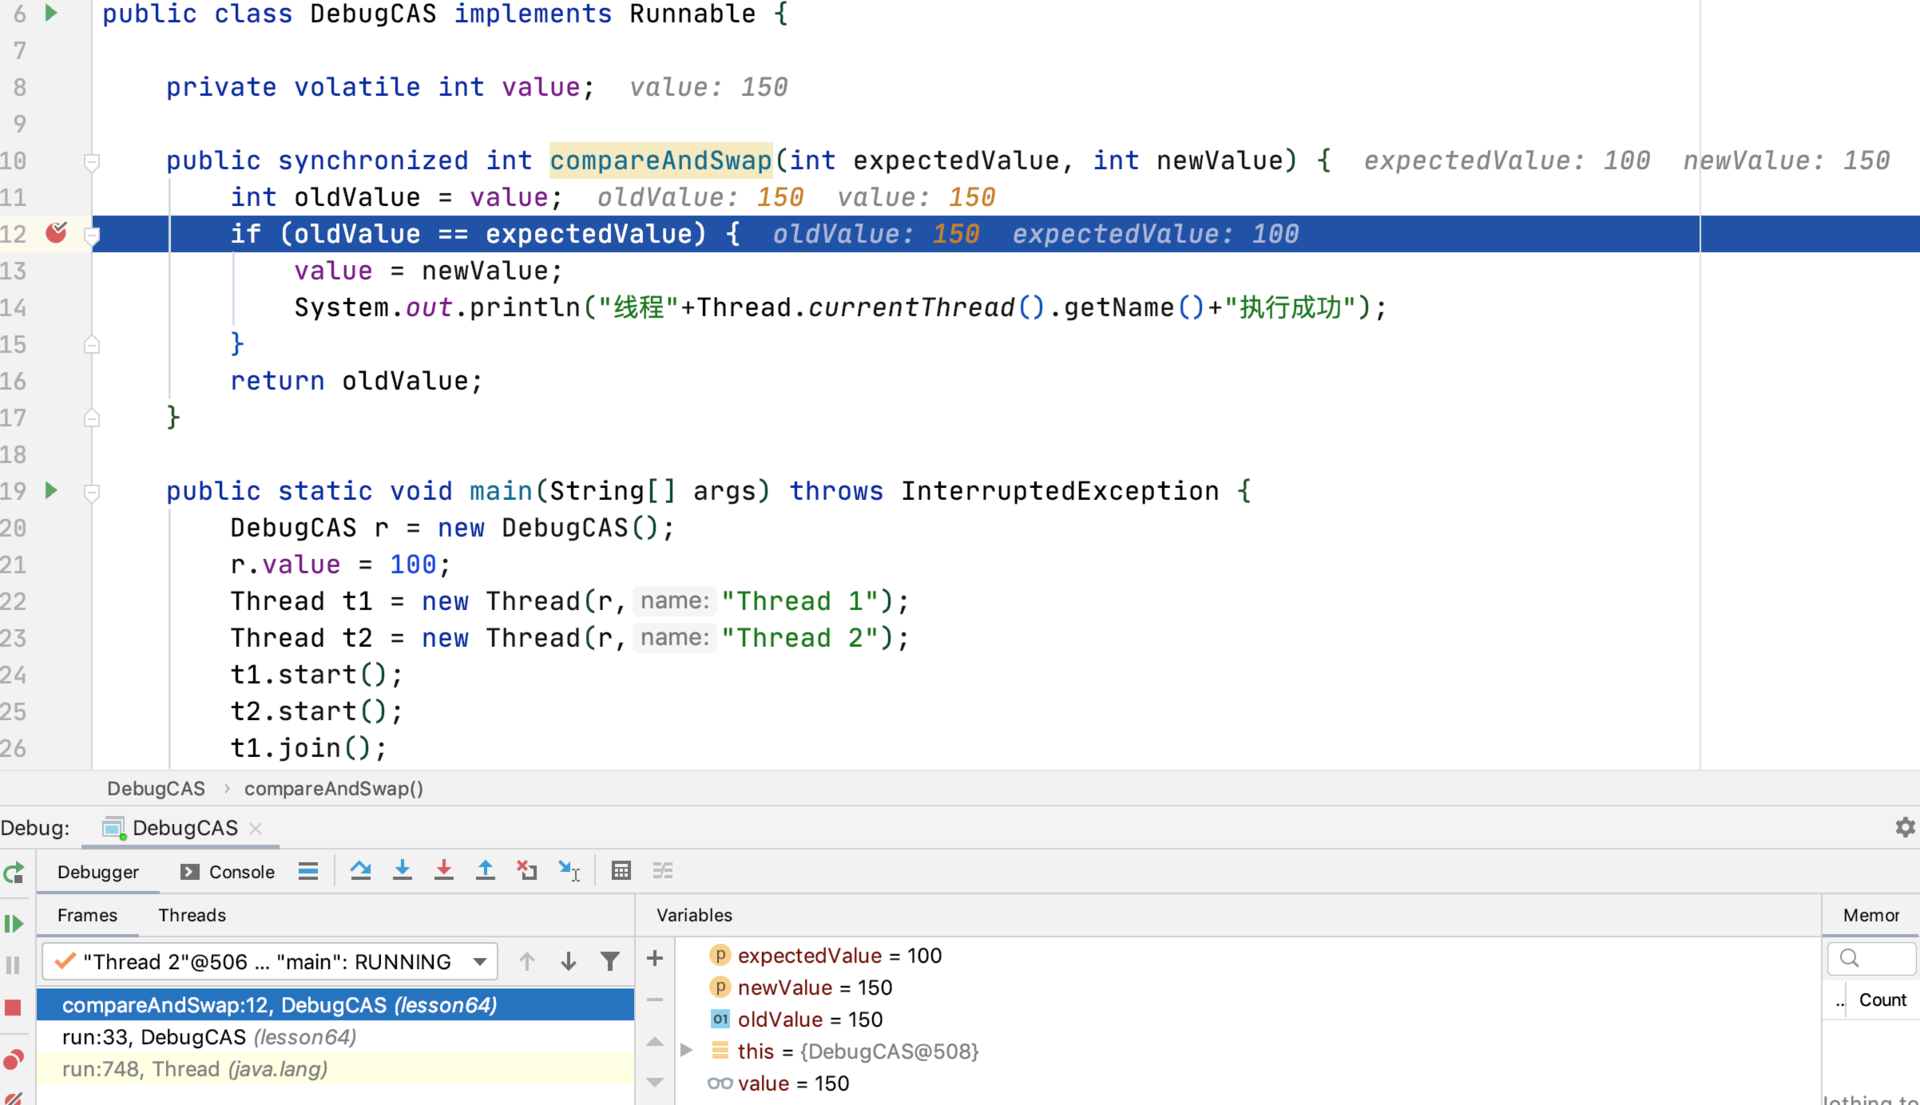 6 public class DebugCAS implements Runnable {
7
8 private volatile int value; value: 150
9
10 public synchronized int compareAndSwap(int expectedValue, int newValue) { expectedValue: 100 newValue: 150
11 int oldValue = value; oldValue: 150 value: 150
12 if (oldValue == expectedValue) { oldValue: 150 expectedValue: 100
13 value = newValue;
14 System.out.println("线程"+Thread.currentThread().getName()+"执行成功");
15 }
16 return oldValue;
17 }
18
19 public static void main(String[] args) throws InterruptedException {
20 DebugCAS r = new DebugCAS();
21 r.value = 100;
22 Thread t1 = new Thread(r, name: "Thread 1");
23 Thread t2 = new Thread(r, name: "Thread 2");
24 t1.start();
25 t2.start();
26 t1.join();
DebugCAS › compareAndSwap()
Debug: DebugCAS
Debugger Console
Frames Threads Variables Memor
"Thread 2"@506 ... "main": RUNNING
compareAndSwap:12, DebugCAS (lesson64)
run:33, DebugCAS (lesson64)
run:748, Thread (java.lang)
expectedValue = 100
newValue = 150
oldValue = 150
this = {DebugCAS@508}
value = 150
.. Count